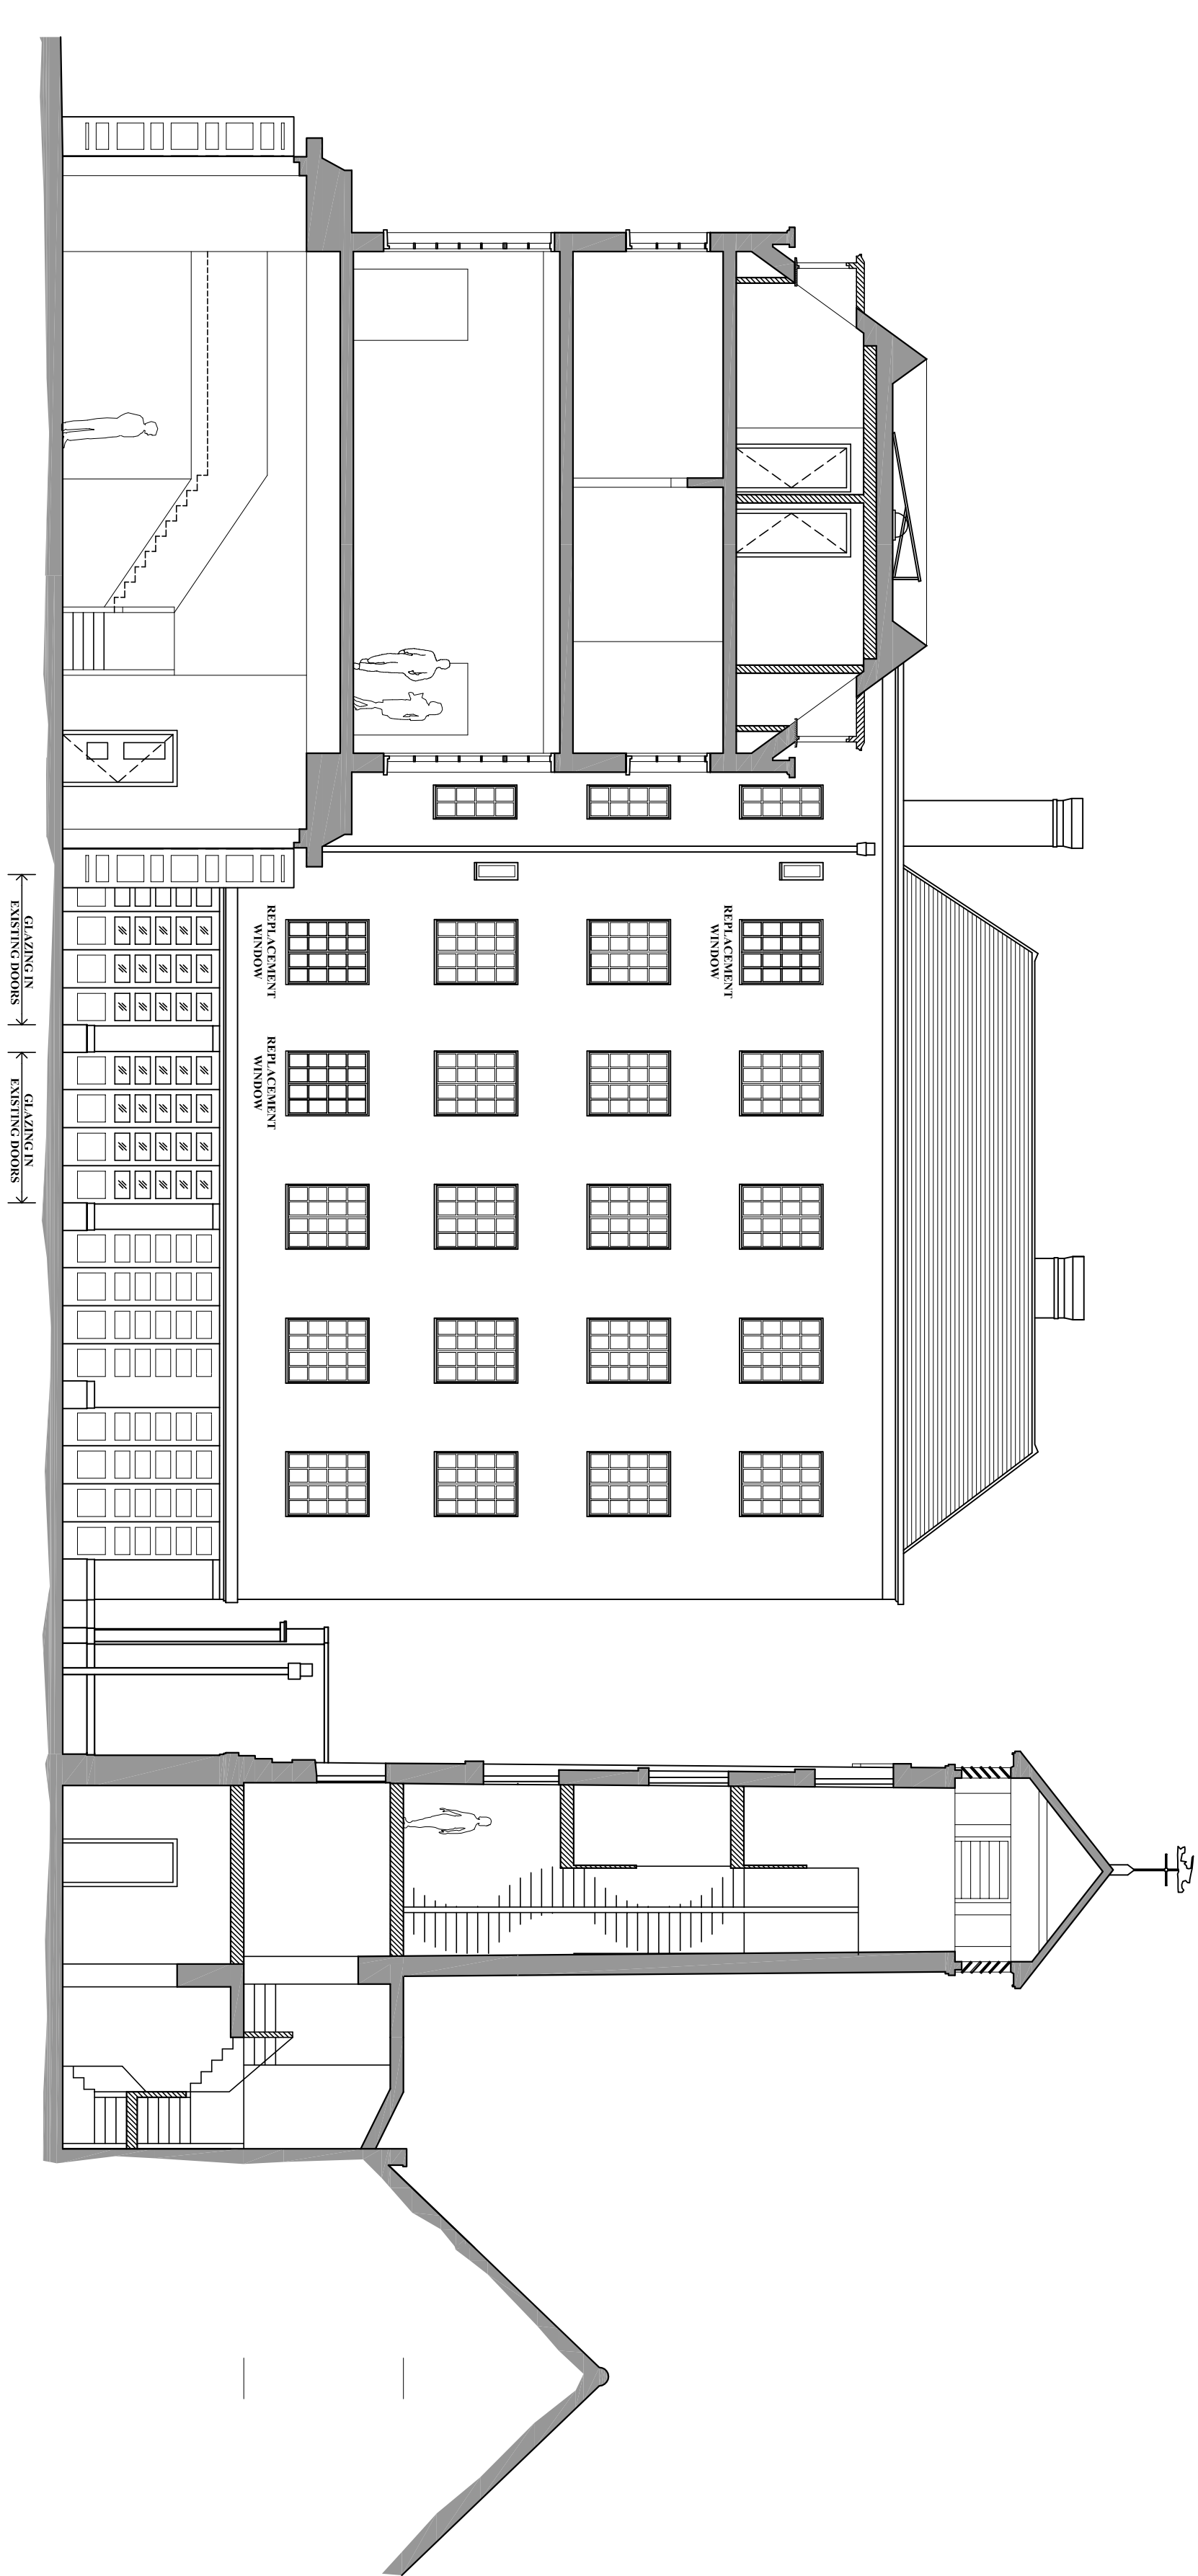 REPLACEMENT
WINDOW
REPLACEMENT
WINDOW
REPLACEMENT
WINDOW
GLAZING IN
EXISTING DOORS
GLAZING IN
EXISTING DOORS